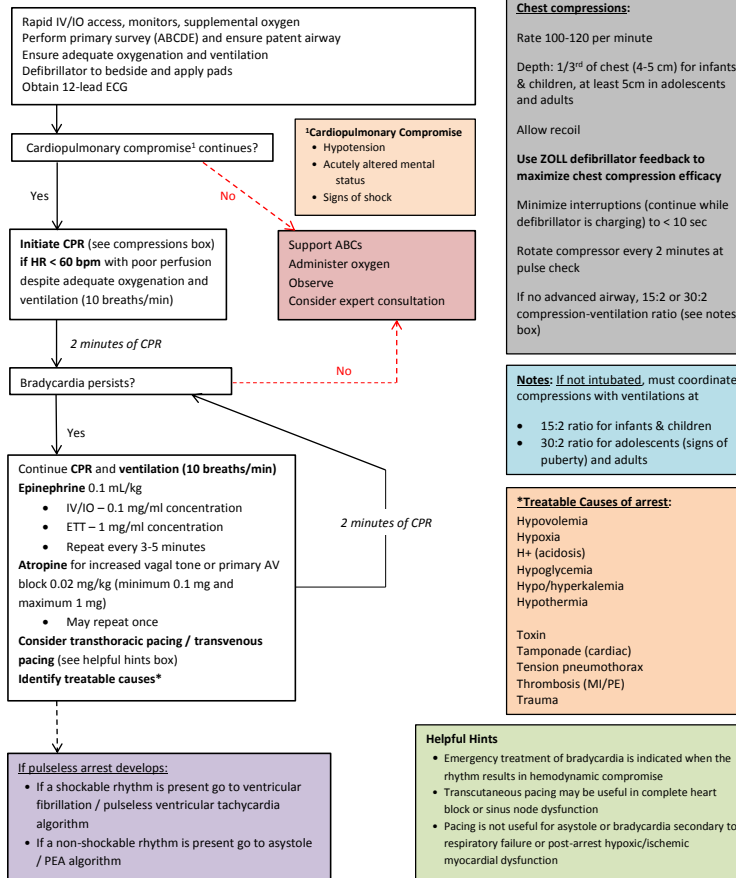 Rapid IV/IO access, monitors, supplemental oxygen
Perform primary survey (ABCDE) and ensure patent airway
Ensure adequate oxygenation and ventilation
Defibrillator to bedside and apply pads
Obtain 12-lead ECG
Cardiopulmonary compromise¹ continues?
¹Cardiopulmonary Compromise
• Hypotension
• Acutely altered mental
status
• Signs of shock
Yes
No
Initiate CPR (see compressions box)
if HR < 60 bpm with poor perfusion
despite adequate oxygenation and
ventilation (10 breaths/min)
Support ABCs
Administer oxygen
Observe
Consider expert consultation
2 minutes of CPR
Bradycardia persists?
No
Yes
Continue CPR and ventilation (10 breaths/min)
Epinephrine 0.1 mL/kg
• IV/IO – 0.1 mg/ml concentration
• ETT – 1 mg/ml concentration
• Repeat every 3-5 minutes
Atropine for increased vagal tone or primary AV
block 0.02 mg/kg (minimum 0.1 mg and
maximum 1 mg)
• May repeat once
Consider transthoracic pacing / transvenous
pacing (see helpful hints box)
Identify treatable causes*
2 minutes of CPR
If pulseless arrest develops:
• If a shockable rhythm is present go to ventricular
fibrillation / pulseless ventricular tachycardia
algorithm
• If a non-shockable rhythm is present go to asystole
/ PEA algorithm
Chest compressions:
Rate 100-120 per minute
Depth: 1/3ʳᵈ of chest (4-5 cm) for infants
& children, at least 5cm in adolescents
and adults
Allow recoil
Use ZOLL defibrillator feedback to
maximize chest compression efficacy
Minimize interruptions (continue while
defibrillator is charging) to < 10 sec
Rotate compressor every 2 minutes at
pulse check
If no advanced airway, 15:2 or 30:2
compression-ventilation ratio (see notes
box)
Notes: If not intubated, must coordinate
compressions with ventilations at
• 15:2 ratio for infants & children
• 30:2 ratio for adolescents (signs of
puberty) and adults
*Treatable Causes of arrest:
Hypovolemia
Hypoxia
H+ (acidosis)
Hypoglycemia
Hypo/hyperkalemia
Hypothermia
Toxin
Tamponade (cardiac)
Tension pneumothorax
Thrombosis (MI/PE)
Trauma
Helpful Hints
• Emergency treatment of bradycardia is indicated when the
rhythm results in hemodynamic compromise
• Transcutaneous pacing may be useful in complete heart
block or sinus node dysfunction
• Pacing is not useful for asystole or bradycardia secondary to
respiratory failure or post-arrest hypoxic/ischemic
myocardial dysfunction